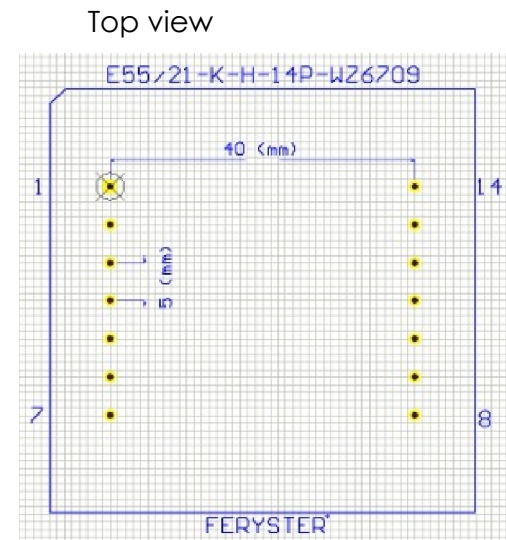 Top view
E55/21-K-H-14P-WZ6709
40 (mm)
1
14
5 (mm)
7
8
FERYSTER